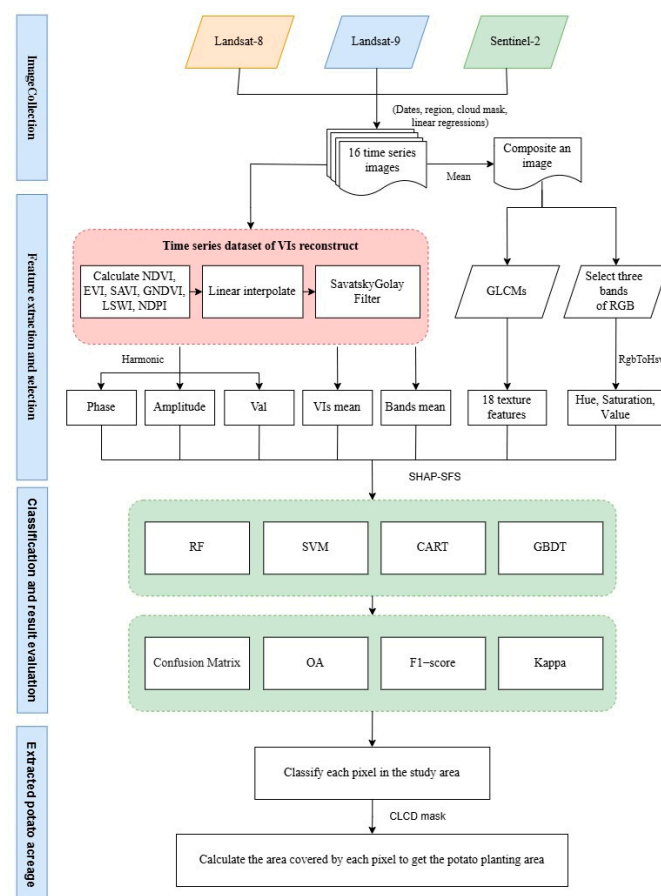 ImageCollection
Landsat-8
Landsat-9
Sentinel-2
(Dates, region, cloud mask,
linear regressions)
16 time series
images
Mean
Composite an
image
Feature extraction and selection
Time series dataset of VIs reconstruct
Calculate NDVI,
EVI, SAVI, GNDVI,
LSWI, NDPI
Linear interpolate
SavatskyGolay
Filter
GLCMs
Select three
bands
of RGB
Harmonic
RgbToHsv
Phase
Amplitude
Val
VIs mean
Bands mean
18 texture
features
Hue, Saturation,
Value
SHAP-SFS
Classification and result evaluation
RF
SVM
CART
GBDT
Confusion Matrix
OA
F1−score
Kappa
Extracted potato acreage
Classify each pixel in the study area
CLCD mask
Calculate the area covered by each pixel to get the potato planting area